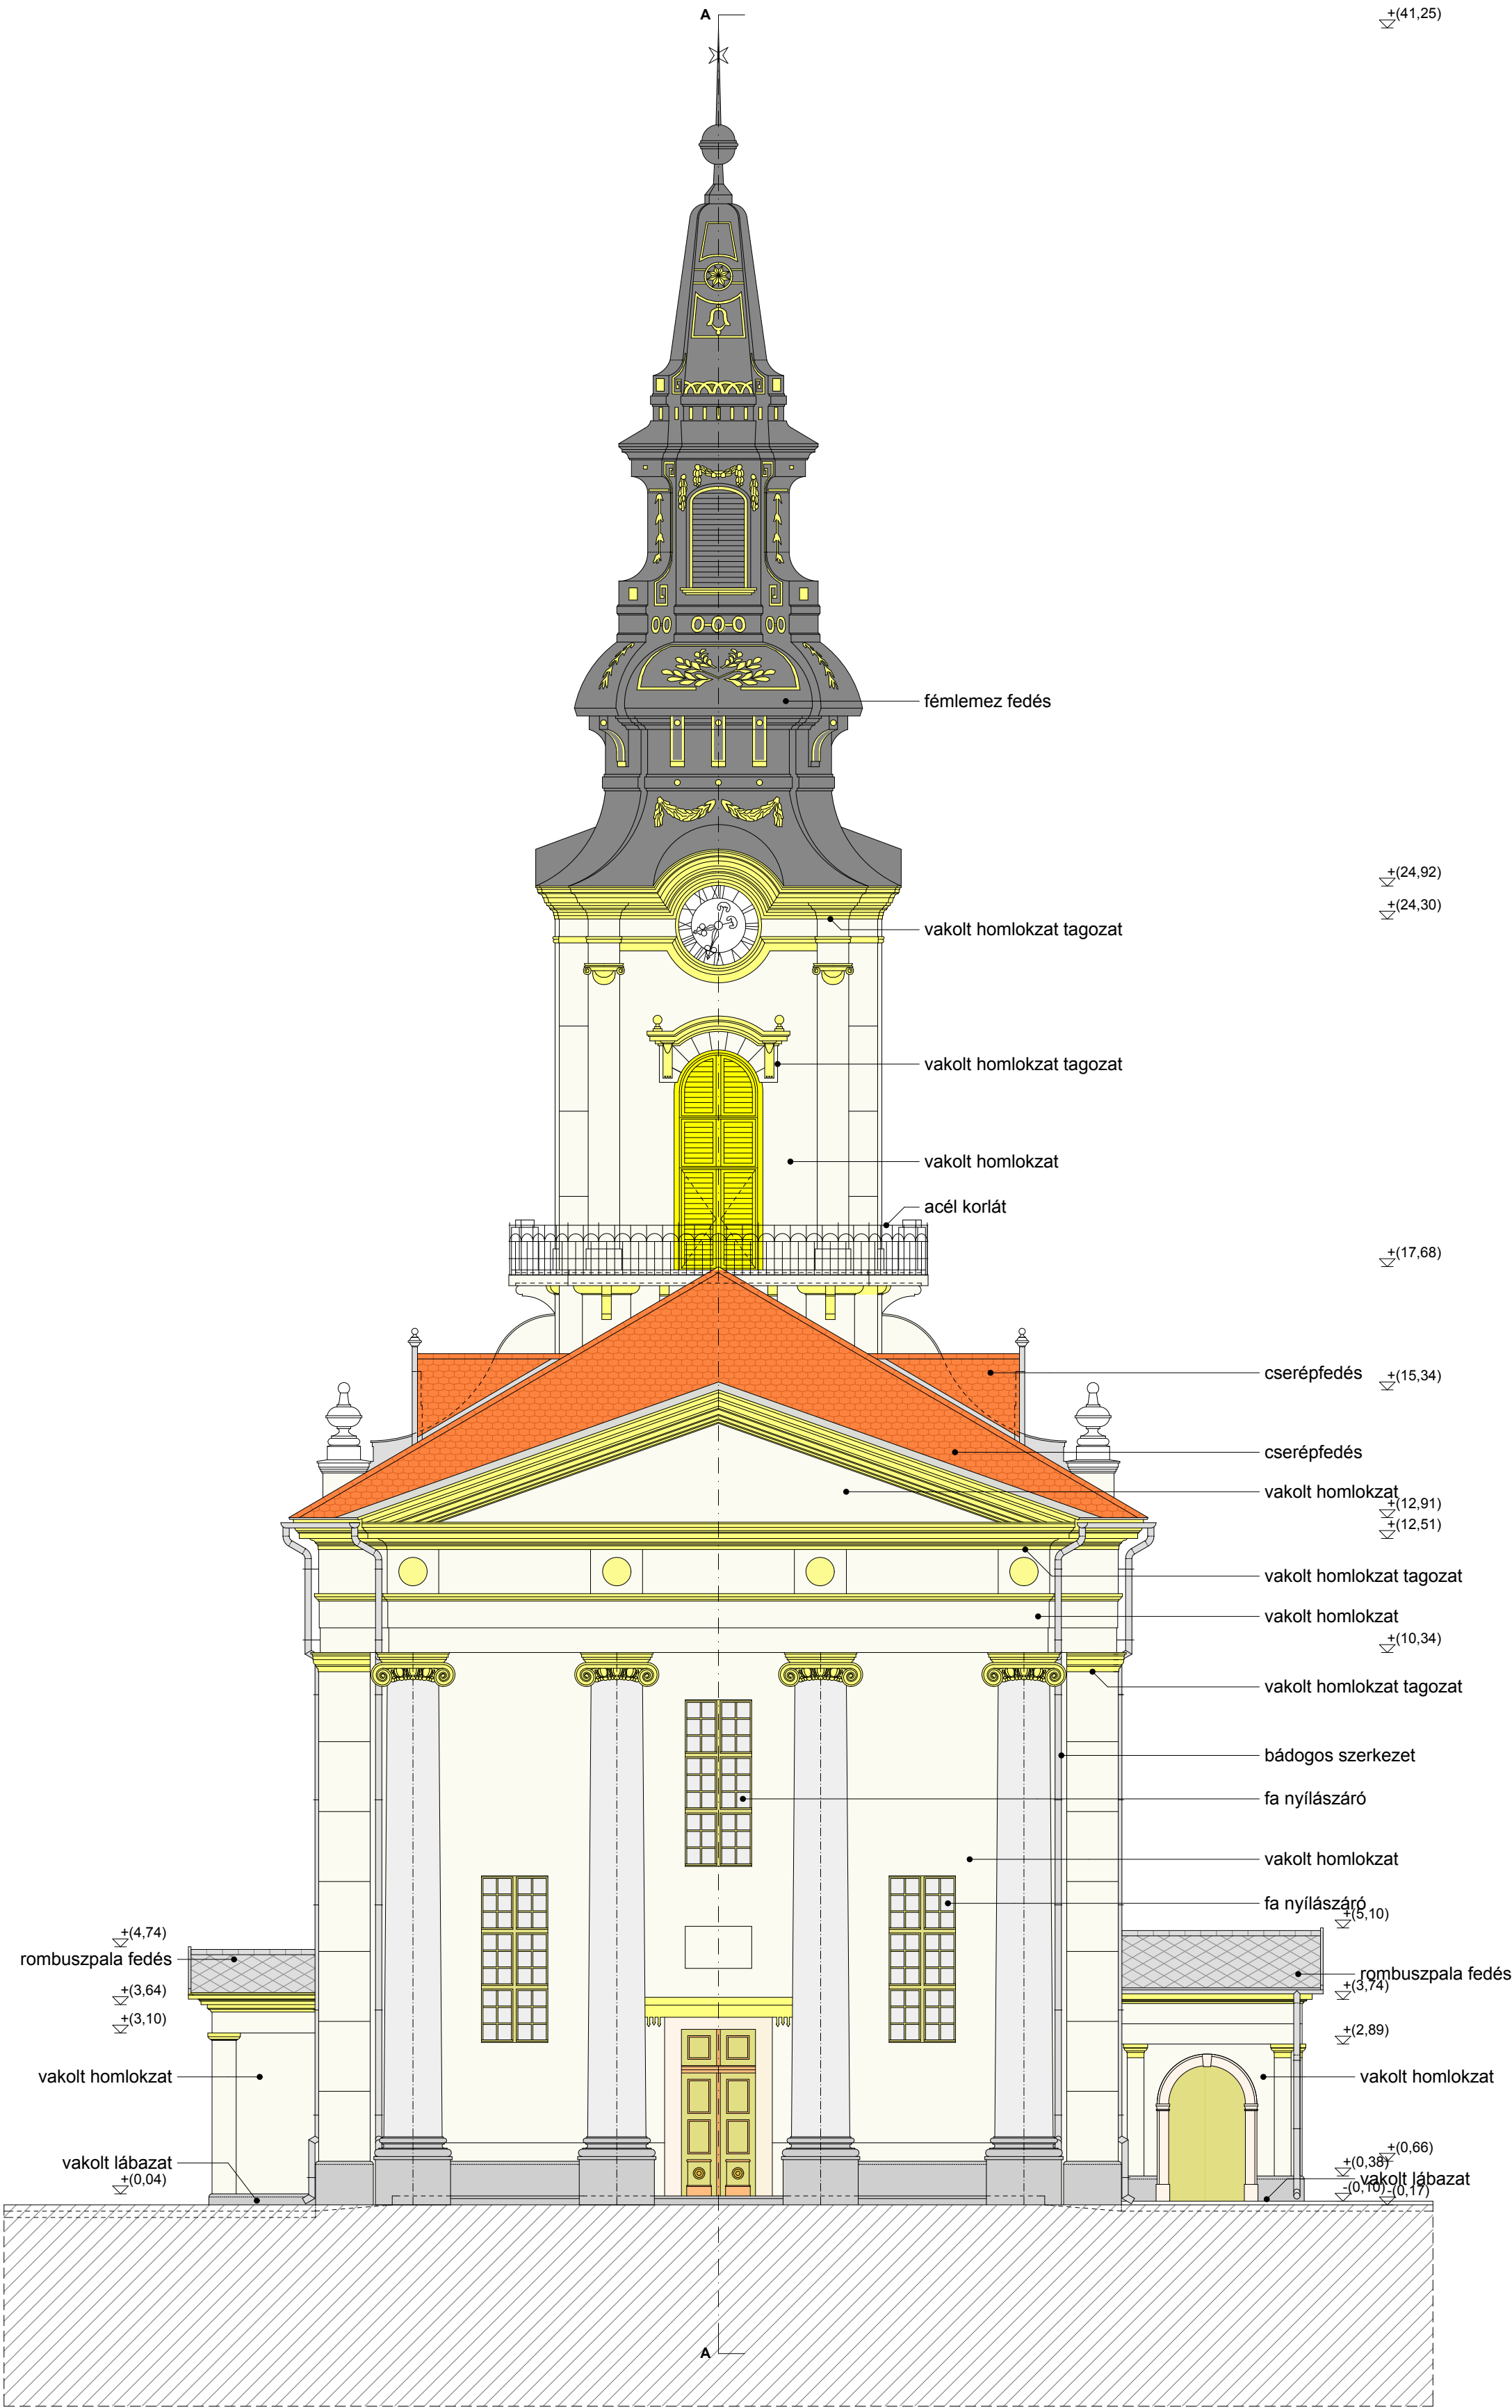 A
+(41,25)
fémlemez fedés
+(24,92)
+(24,30)
vakolt homlokzat tagozat
vakolt homlokzat tagozat
vakolt homlokzat
acél korlát
+(17,68)
cserépfedés
+(15,34)
cserépfedés
vakolt homlokzat
+(12,91)
+(12,51)
vakolt homlokzat tagozat
vakolt homlokzat
+(10,34)
vakolt homlokzat tagozat
bádogos szerkezet
fa nyílászáró
vakolt homlokzat
fa nyílászáró
+(5,10)
+(4,74)
rombuszpala fedés
rombuszpala fedés
+(3,74)
+(3,64)
+(3,10)
+(2,89)
vakolt homlokzat
vakolt homlokzat
+(0,66)
vakolt lábazat
+(0,38)
vakolt lábazat
+(0,04)
-(0,10)
-(0,17)
A